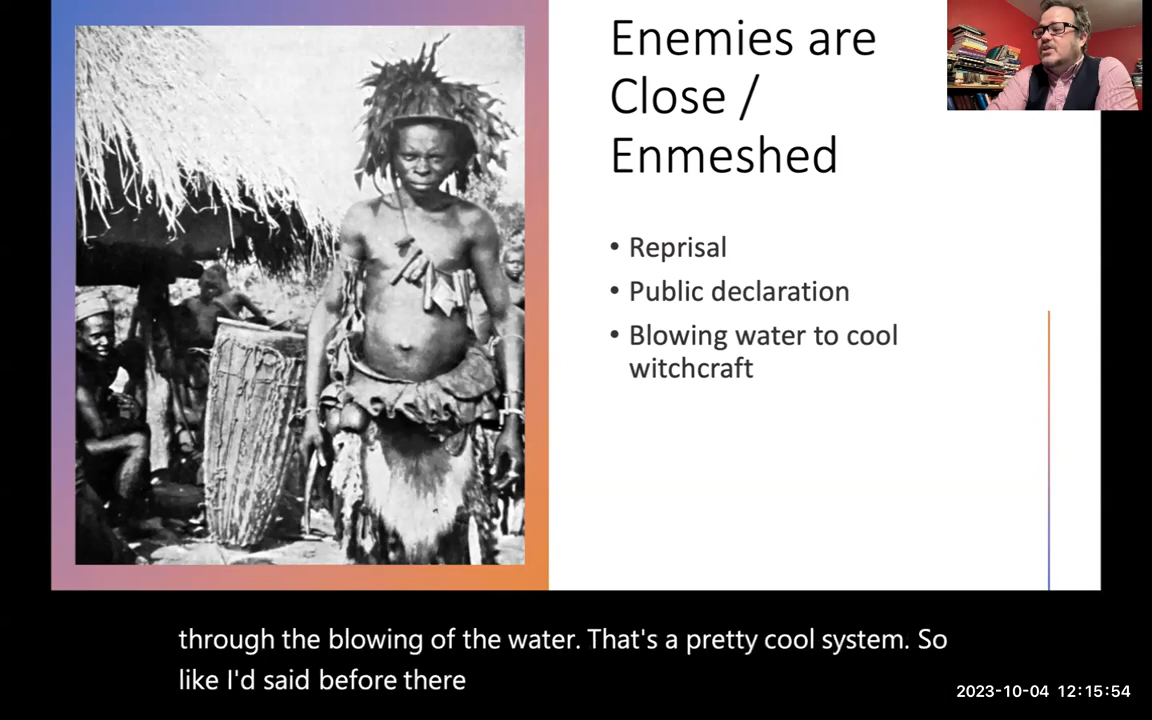 Enemies are
Close /
Enmeshed
• Reprisal
• Public declaration
• Blowing water to cool
witchcraft
through the blowing of the water. That's a pretty cool system. So
like I'd said before there
2023-10-04 12:15:54